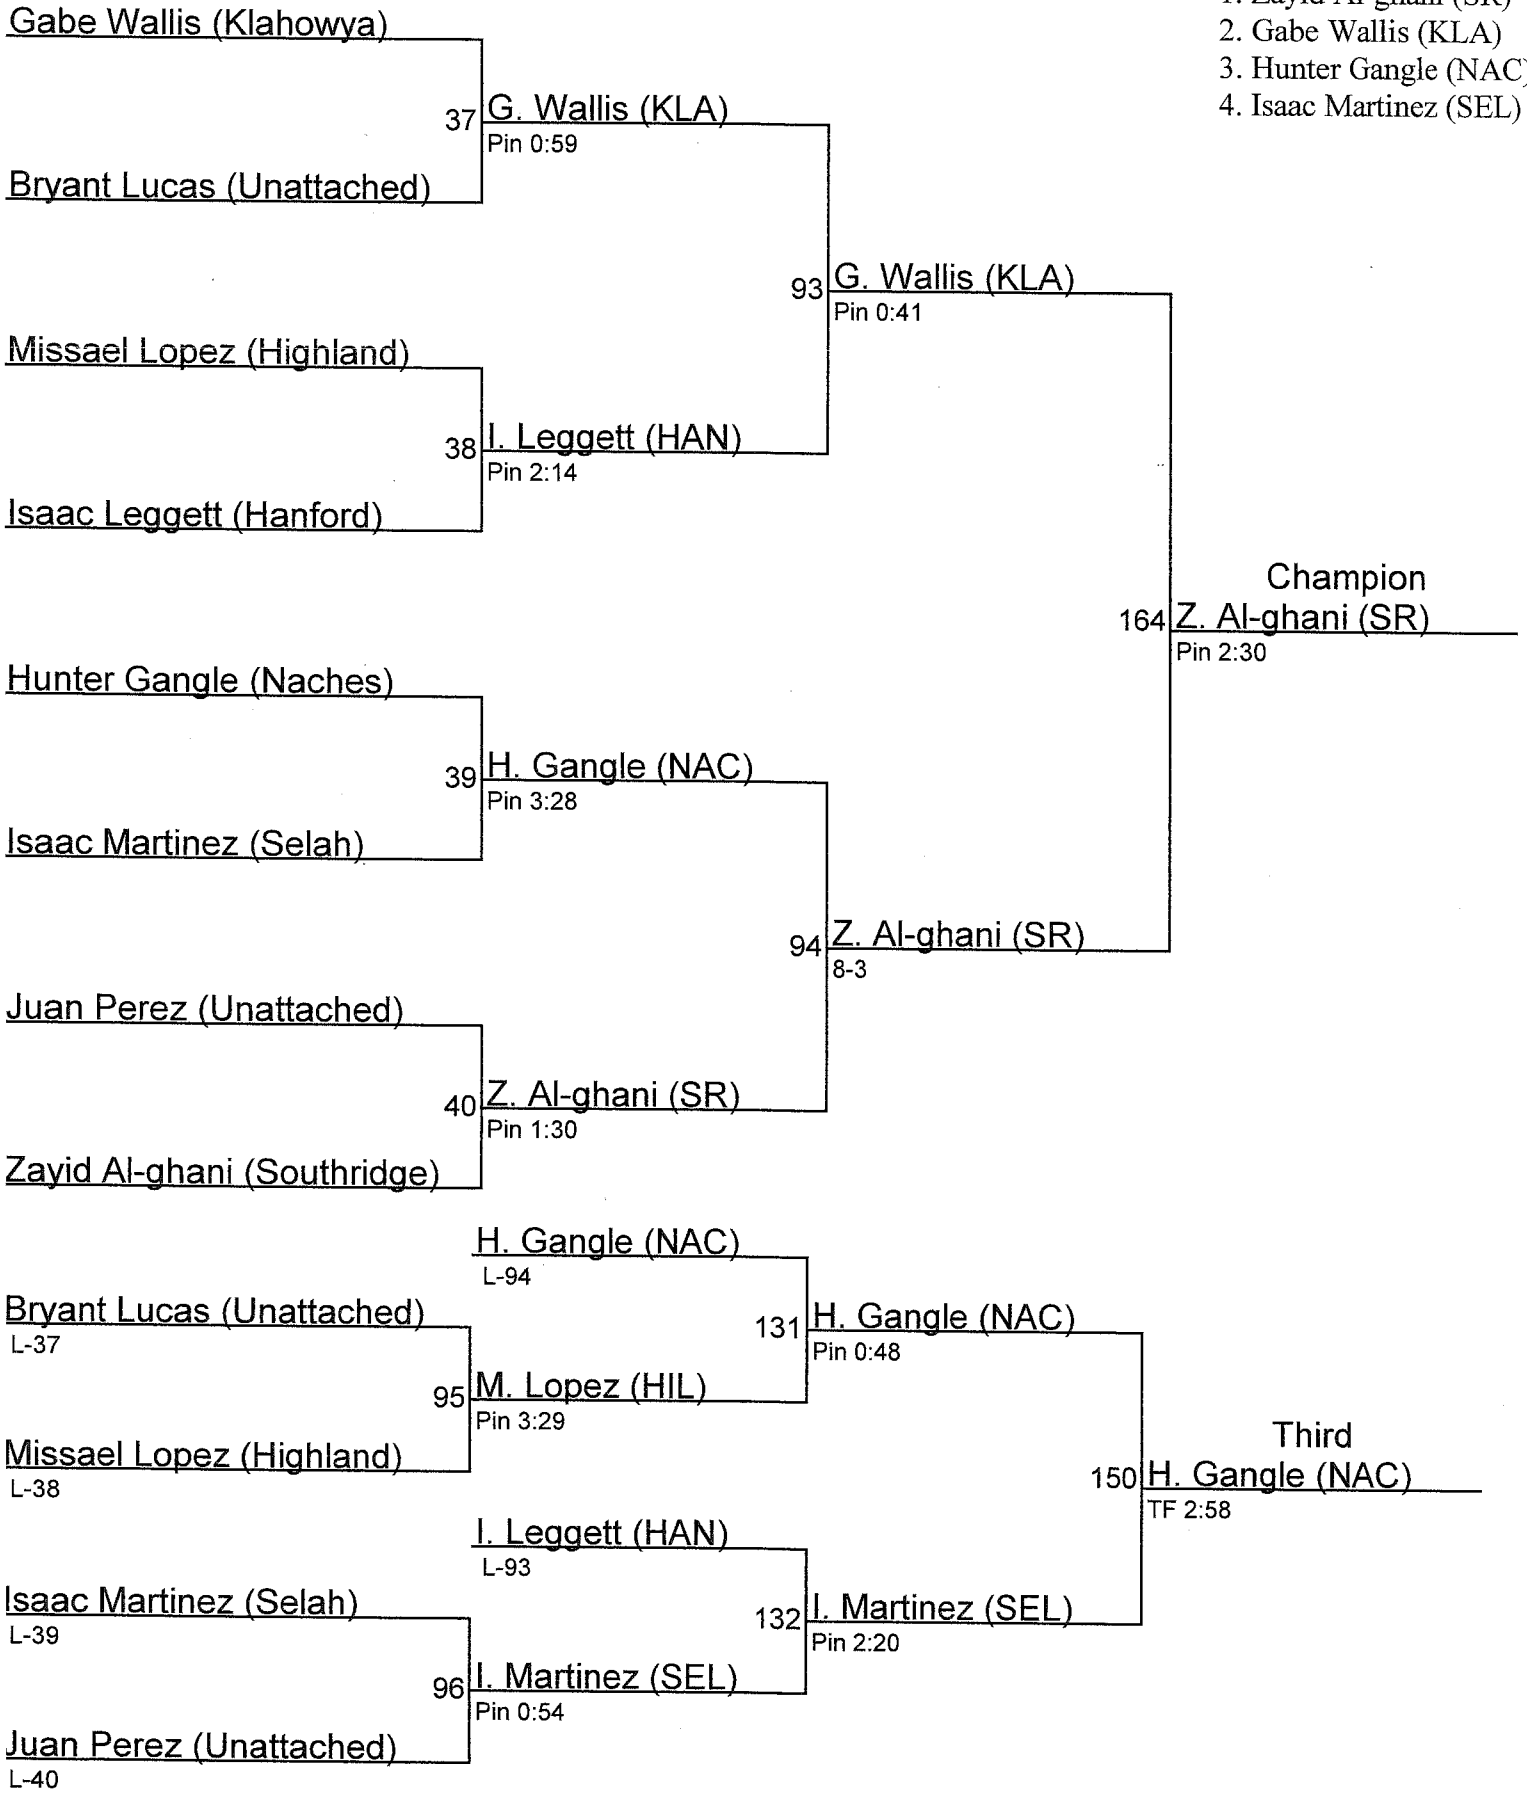 1. Zayid Al-ghani (SR)
2. Gabe Wallis (KLA)
3. Hunter Gangle (NAC)
4. Isaac Martinez (SEL)
Gabe Wallis (Klahowya)
37 G. Wallis (KLA)
Pin 0:59
Bryant Lucas (Unattached)
93 G. Wallis (KLA)
Pin 0:41
Missael Lopez (Highland)
38 I. Leggett (HAN)
Pin 2:14
Isaac Leggett (Hanford)
Champion
164 Z. Al-ghani (SR)
Pin 2:30
Hunter Gangle (Naches)
39 H. Gangle (NAC)
Pin 3:28
Isaac Martinez (Selah)
94 Z. Al-ghani (SR)
8-3
Juan Perez (Unattached)
40 Z. Al-ghani (SR)
Pin 1:30
Zayid Al-ghani (Southridge)
H. Gangle (NAC)
L-94
Bryant Lucas (Unattached)
L-37
131 H. Gangle (NAC)
Pin 0:48
95 M. Lopez (HIL)
Pin 3:29
Missael Lopez (Highland)
L-38
Third
150 H. Gangle (NAC)
TF 2:58
I. Leggett (HAN)
L-93
Isaac Martinez (Selah)
L-39
132 I. Martinez (SEL)
Pin 2:20
96 I. Martinez (SEL)
Pin 0:54
Juan Perez (Unattached)
L-40